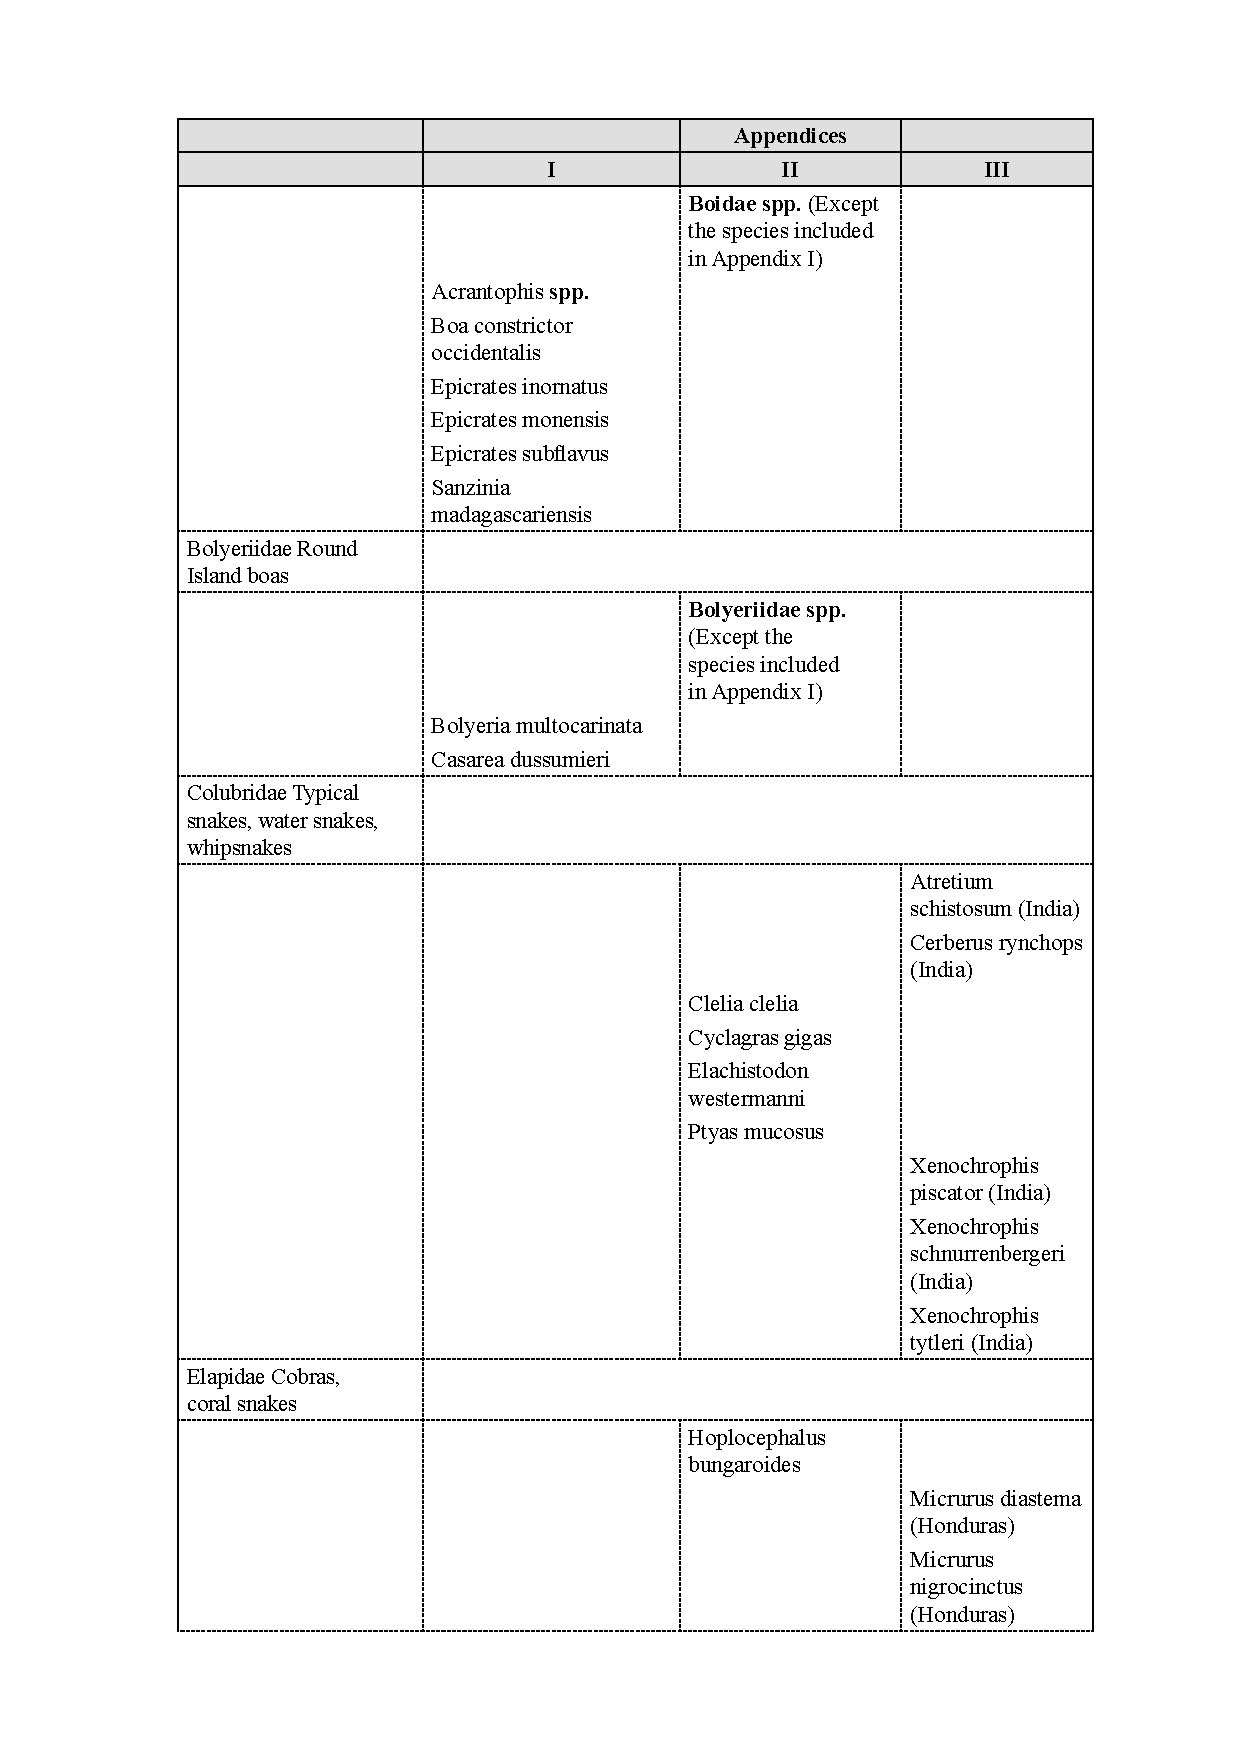 Appendices
I II III
Boidae spp. (Except
the species included
in Appendix I)
Acrantophis spp.
Boa constrictor
occidentalis
Epicrates inornatus
Epicrates monensis
Epicrates subflavus
Sanzinia
madagascariensis
Bolyeriidae Round
Island boas
Bolyeriidae spp.
(Except the
species included
in Appendix I)
Bolyeria multocarinata
Casarea dussumieri
Colubridae Typical
snakes, water snakes,
whipsnakes
Atretium
schistosum (India)
Cerberus rynchops
(India)
Clelia clelia
Cyclagras gigas
Elachistodon
westermanni
Ptyas mucosus
Xenochrophis
piscator (India)
Xenochrophis
schnurrenbergeri
(India)
Xenochrophis
tytleri (India)
Elapidae Cobras,
coral snakes
Hoplocephalus
bungaroides
Micrurus diastema
(Honduras)
Micrurus
nigrocinctus
(Honduras)